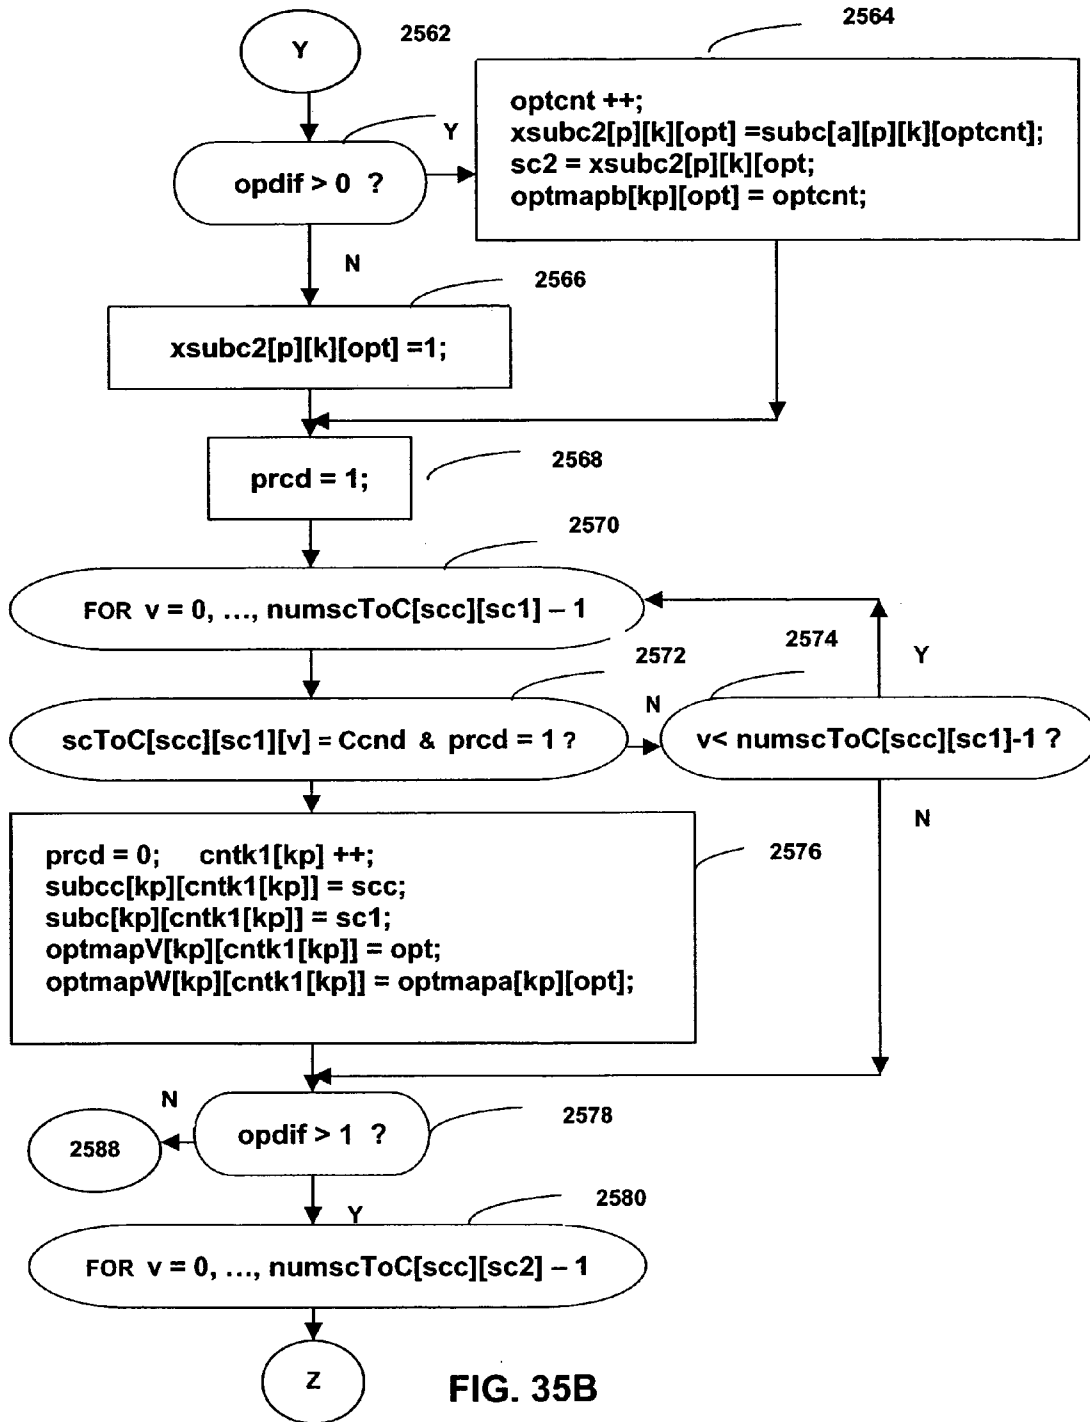 Y
2562
2564
optcnt ++;
xsubc2[p][k][opt] =subc[a][p][k][optcnt];
sc2 = xsubc2[p][k][opt;
optmapb[kp][opt] = optcnt;
Y
opdif > 0 ?
N
2566
xsubc2[p][k][opt] =1;
2568
prcd = 1;
2570
FOR v = 0, …, numscToC[scc][sc1] – 1
2572
2574
Y
N
scToC[scc][sc1][v] = Ccnd & prcd = 1 ?
v< numscToC[scc][sc1]-1 ?
N
2576
prcd = 0; cntk1[kp] ++;
subcc[kp][cntk1[kp]] = scc;
subc[kp][cntk1[kp]] = sc1;
optmapV[kp][cntk1[kp]] = opt;
optmapW[kp][cntk1[kp]] = optmapa[kp][opt];
N
2578
opdif > 1 ?
2588
2580
Y
FOR v = 0, …, numscToC[scc][sc2] – 1
Z
FIG. 35B